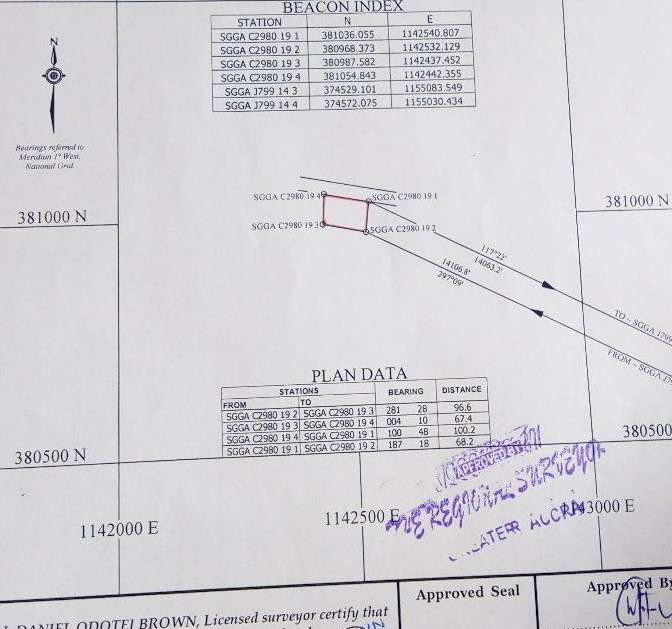 BEACON INDEX
STATION N E
SGGA C2980 19 1 381036.055 1142540.807
SGGA C2980 19 2 380968.373 1142532.129
SGGA C2980 19 3 380987.582 1142437.452
SGGA C2980 19 4 381054.843 1142442.355
SGGA J799 14 3 374529.101 1155083.549
SGGA J799 14 4 374572.075 1155030.434
N
Bearings referred to
Meridian 1° West,
National Grid.
SGGA C2980 19 4 SGGA C2980 19 1
381000 N 381000 N
SGGA C2980 19 3 SGGA C2980 19 2
117°22'
14063.2'
14106.8'
297°09'
TO - SGGA J799
FROM - SGGA
PLAN DATA
STATIONS BEARING DISTANCE
FROM TO
SGGA C2980 19 2 SGGA C2980 19 3 281 28 96.6
SGGA C2980 19 3 SGGA C2980 19 4 004 10 67.4
SGGA C2980 19 4 SGGA C2980 19 1 100 48 100.2
SGGA C2980 19 1 SGGA C2980 19 2 187 18 68.2
380500 N 380500
APPROVED BY
REGIONAL SURVEYOR
GREATER ACCRA
1142000 E 1142500 E 1143000 E
Approved Seal Approved By
DANIEL ODOTEI BROWN, Licensed surveyor certify that